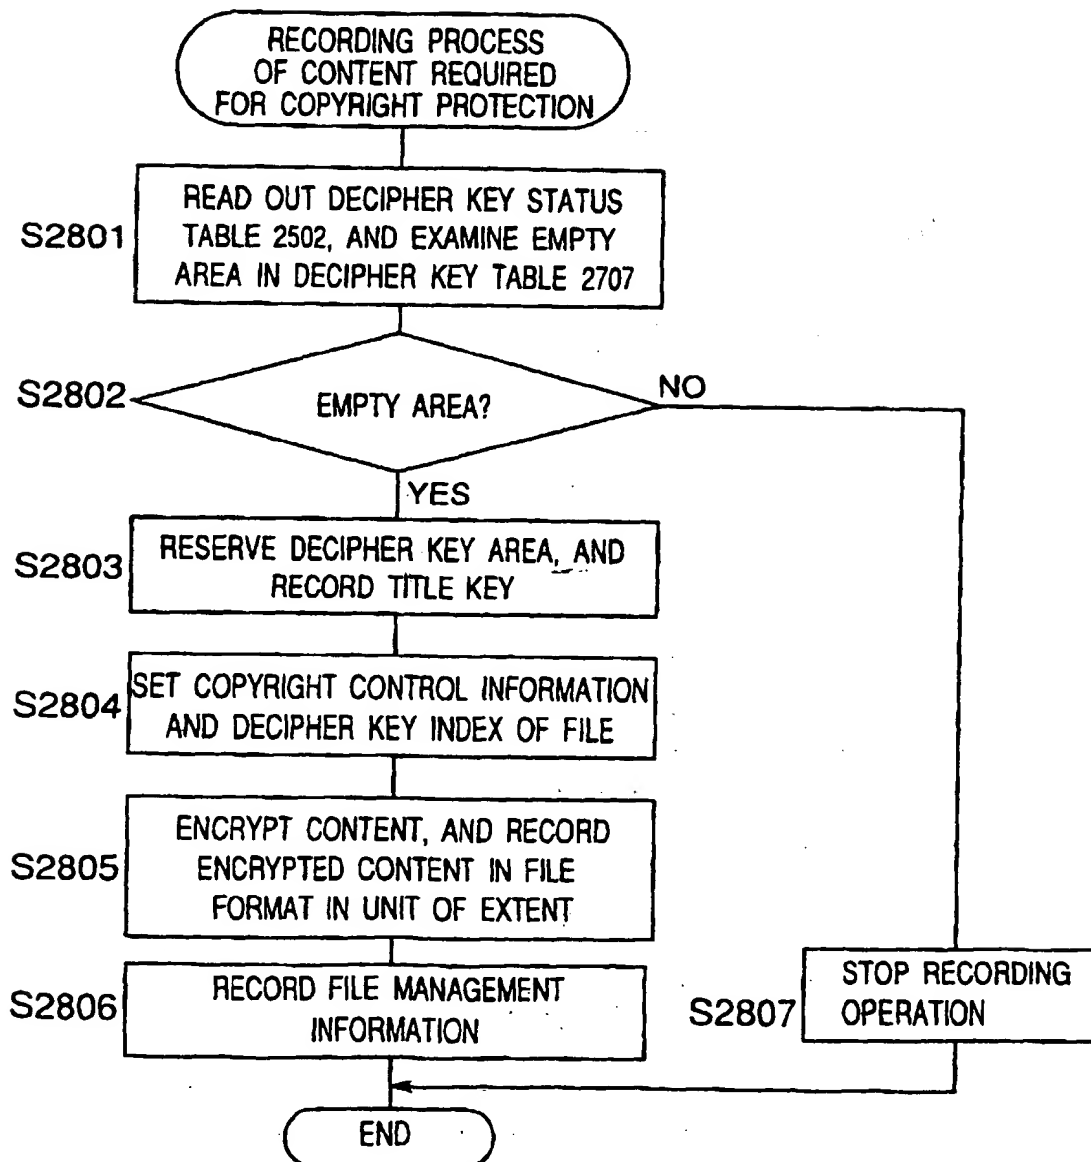 RECORDING PROCESS
OF CONTENT REQUIRED
FOR COPYRIGHT PROTECTION
S2801
READ OUT DECIPHER KEY STATUS
TABLE 2502, AND EXAMINE EMPTY
AREA IN DECIPHER KEY TABLE 2707
S2802
EMPTY AREA?
NO
YES
S2803
RESERVE DECIPHER KEY AREA, AND
RECORD TITLE KEY
S2804
SET COPYRIGHT CONTROL INFORMATION
AND DECIPHER KEY INDEX OF FILE
S2805
ENCRYPT CONTENT, AND RECORD
ENCRYPTED CONTENT IN FILE
FORMAT IN UNIT OF EXTENT
S2806
RECORD FILE MANAGEMENT
INFORMATION
S2807
STOP RECORDING
OPERATION
END